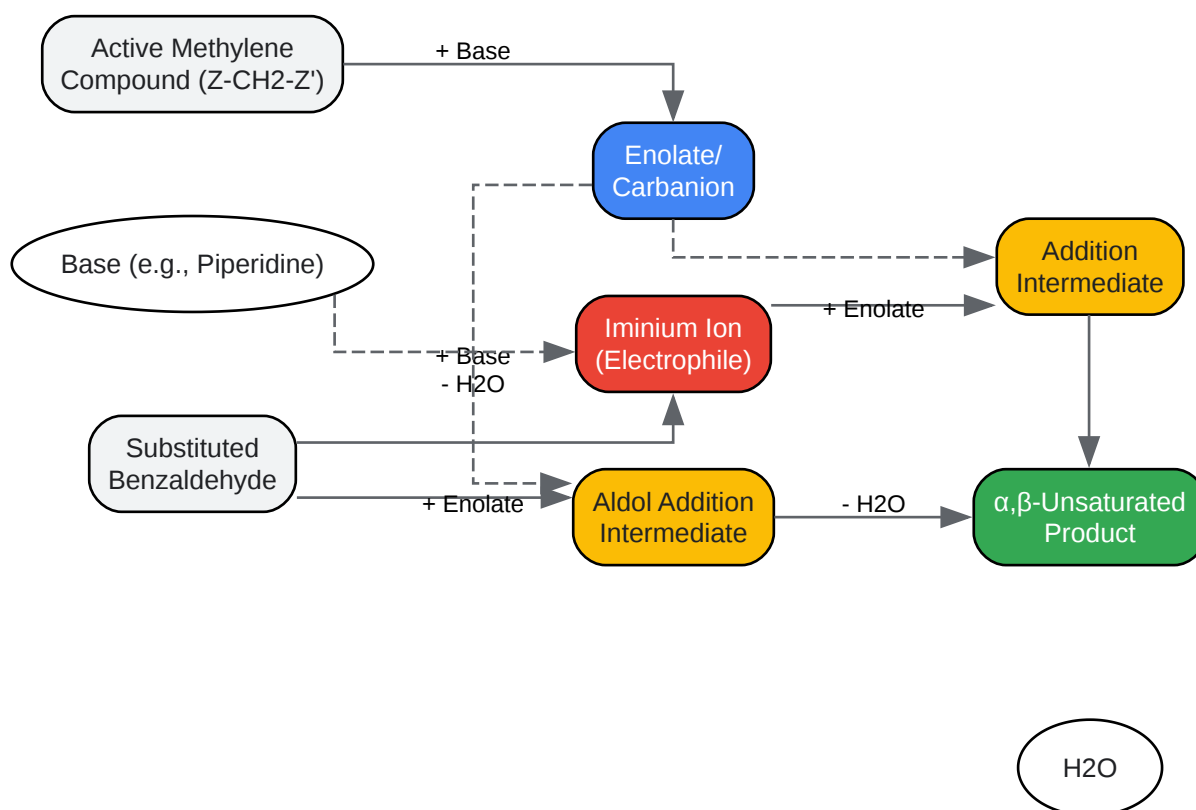 Active Methylene
Compound (Z-CH2-Z')
+ Base
Enolate/
Carbanion
Base (e.g., Piperidine)
Addition
Intermediate
Iminium Ion
(Electrophile)
+ Enolate
+ Base
- H2O
Substituted
Benzaldehyde
+ Enolate
Aldol Addition
Intermediate
- H2O
α,β-Unsaturated
Product
H2O